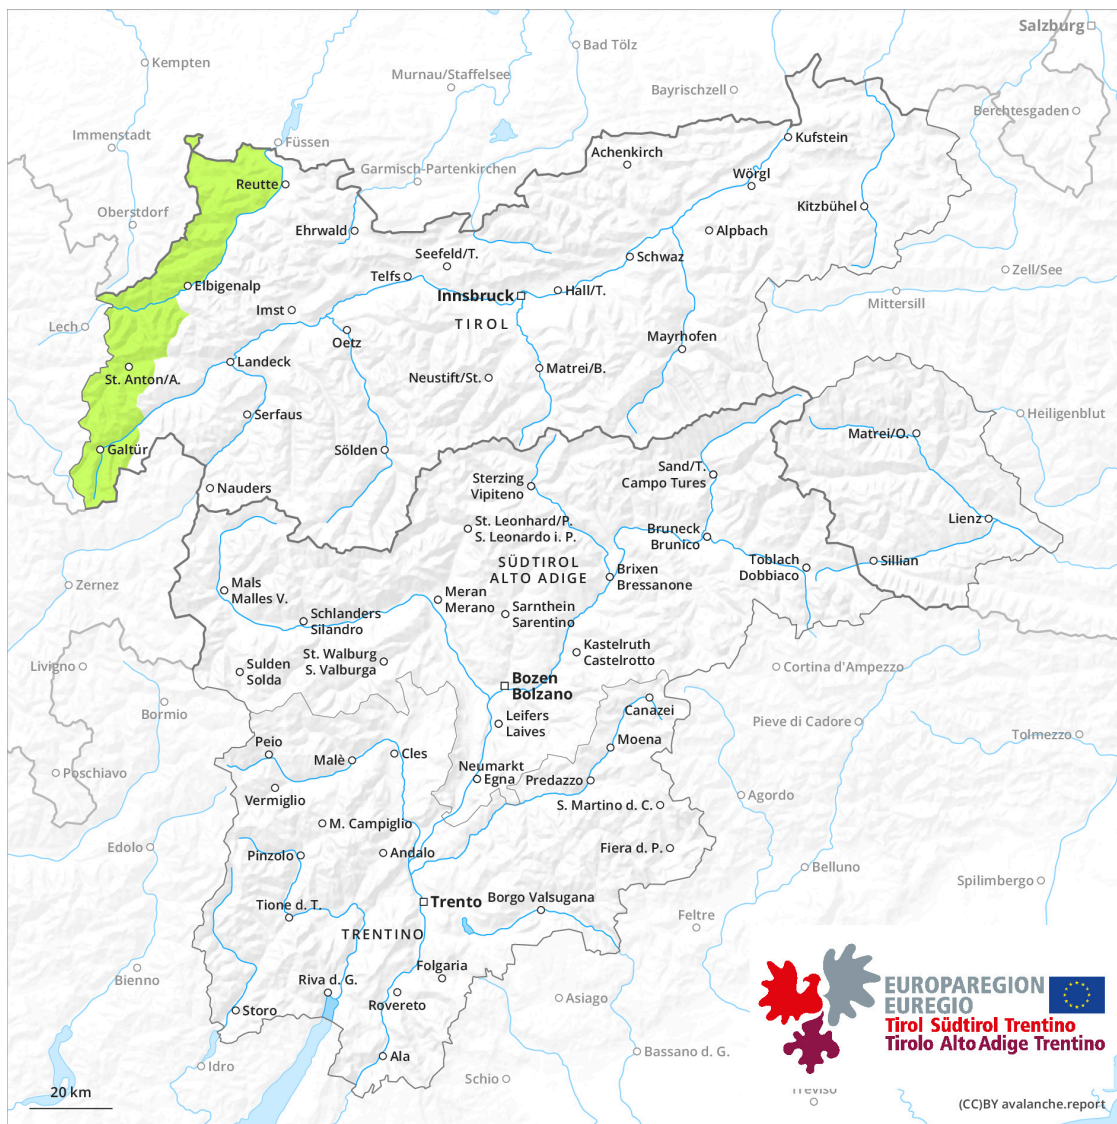 Salzburg
Bad Tölz
Kempten
Murnau/Staffelsee
Bayrischzell
Berchtesgaden
Immenstadt
Füssen
Kufstein
Achenkirch
Garmisch-Partenkirchen
Wörgl
Reutte
Kitzbühel
Oberstdorf
Ehrwald
Alpbach
Seefeld/T.
Schwaz
Telfs
Zell/See
Elbigenalp
Innsbruck
Hall/T.
Mittersill
Imst
Lech
TIROL
Oetz
Mayrhofen
Landeck
Matrei/B.
St. Anton/A.
Neustift/St.
Serfaus
Heiligenblut
Matrei/O.
Galtür
Sölden
Sand/T.
Campo Tures
Sterzing
Vipiteno
Nauders
Lienz
St. Leonhard/P.
S. Leonardo i. P.
Bruneck
Brunico
SÜDTIROL
ALTO ADIGE
Toblach
Dobbiaco
Sillian
Brixen
Bressanone
Zernez
Mals
Malles V.
Meran
Merano
Sarnthein
Sarentino
Schlanders
Silandro
Kastelruth
Castelrotto
St. Walburg
S. Valburga
Livigno
Sulden
Solda
Cortina d'Ampezzo
Bozen
Bolzano
Bormio
Canazei
Leifers
Laives
Pieve di Cadore
Tolmezzo
Moena
Peio
Cles
Malè
Neumarkt
Egna
Predazzo
Poschiavo
Vermiglio
Agordo
S. Martino d. C.
M. Campiglio
Edolo
Pinzolo
Andalo
Fiera d. P.
Belluno
Spilimbergo
Trento
Borgo Valsugana
Tione d. T.
Feltre
TRENTINO
Folgaria
Bienno
Riva d. G.
Rovereto
Asiago
Storo
EUROPAREGION
EUREGIO
Tirol Südtirol Trentino
Tirolo Alto Adige Trentino
Ala
Bassano d. G.
Idro
Schio
Treviso
20 km
(CC)BY avalanche.report